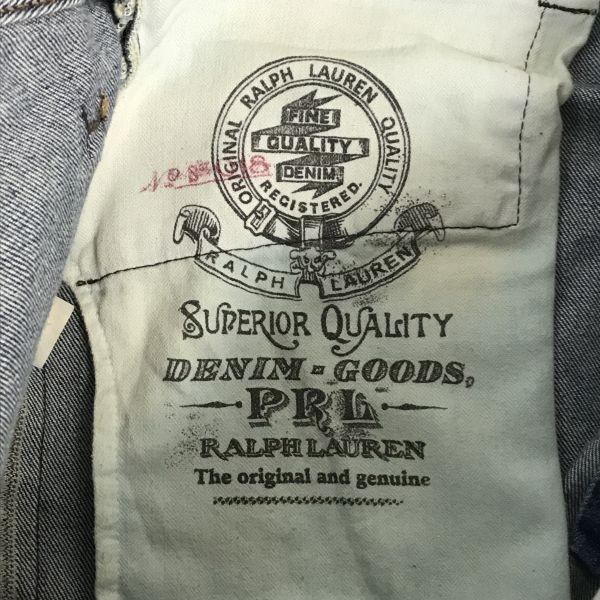 ORIGINAL RALPH LAUREN QUALITY
FINE
QUALITY
DENIM.
REGISTERED.
RALPH LAUREN
SUPERIOR QUALITY
DENIM-GOODS,
PRL
RALPH LAUREN
The original and genuine